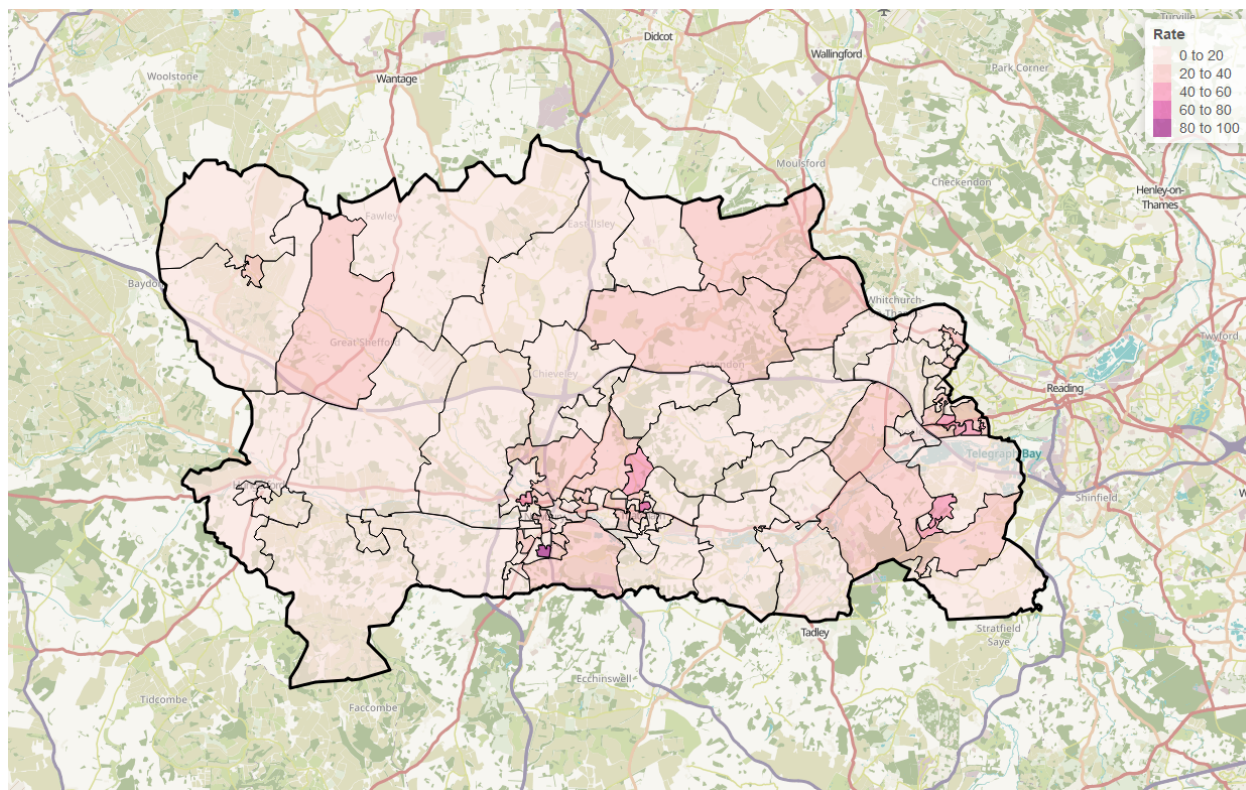 Turville
Didcot
Rate
Wallingford
0 to 20
Park Corner
Woolstone
Wantage
20 to 40
40 to 60
60 to 80
80 to 100
Moulsford
Checkendon
Henley-on-
Thames
Fawley
East Ilsley
Whitchurch-
Twyford
Great Shefford
Chieveley
Yattendon
Reading
Telegraph Bay
Shinfield
Tadley
Stratfield
Saye
Ecchinswell
Tidcombe
Faccombe